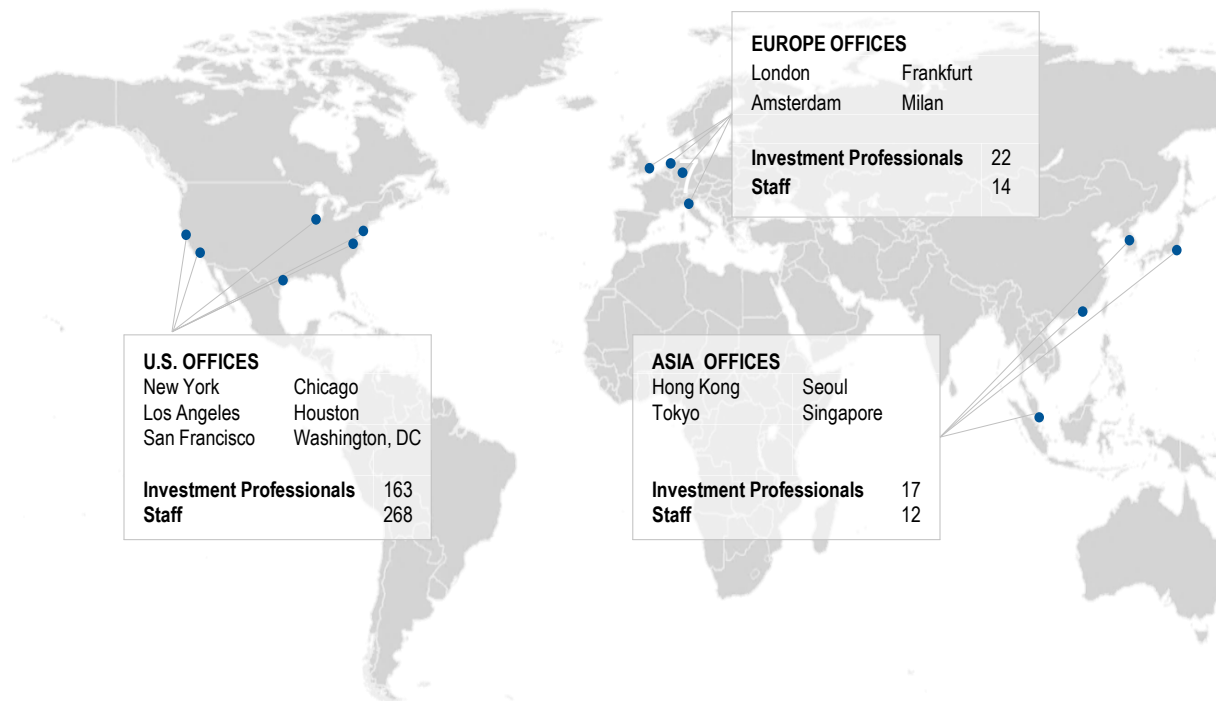 EUROPE OFFICES
London Frankfurt
Amsterdam Milan
Investment Professionals 22
Staff 14
U.S. OFFICES
New York Chicago
Los Angeles Houston
San Francisco Washington, DC
Investment Professionals 163
Staff 268
ASIA OFFICES
Hong Kong Seoul
Tokyo Singapore
Investment Professionals 17
Staff 12